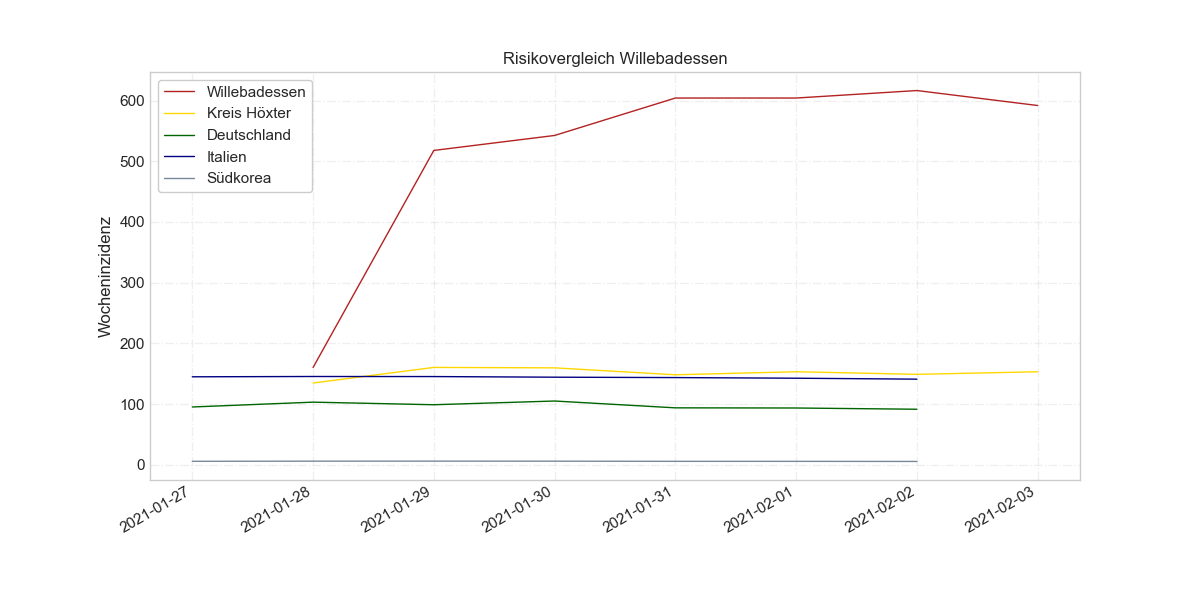 Risikovergleich Willebadessen
Willebadessen
Kreis Höxter
Deutschland
Italien
Südkorea
Wocheninzidenz
600
500
400
300
200
100
0
2021-01-27
2021-01-28
2021-01-29
2021-01-30
2021-01-31
2021-02-01
2021-02-02
2021-02-03